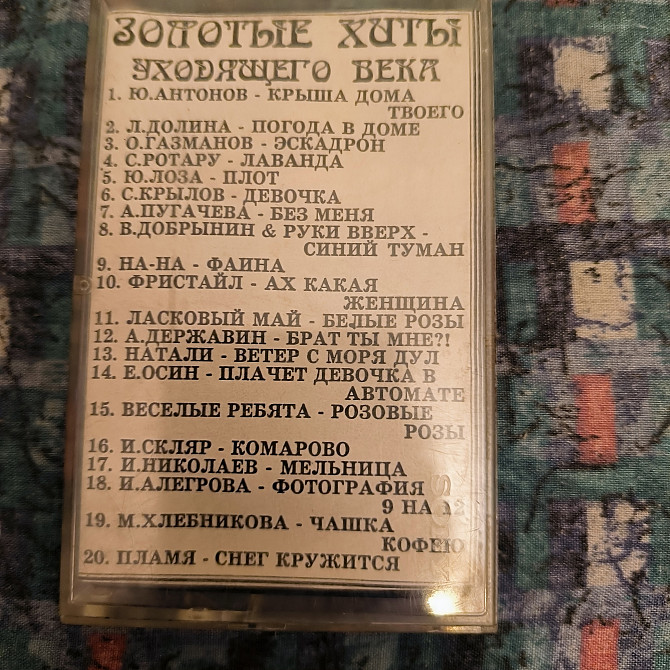 ЗОЛОТЫЕ ХИТЫ
УХОДЯЩЕГО ВЕКА
1. Ю.АНТОНОВ - КРЫША ДОМА
ТВОЕГО
2. Л.ДОЛИНА - ПОГОДА В ДОМЕ
3. О.ГАЗМАНОВ - ЭСКАДРОН
4. С.РОТАРУ - ЛАВАНДА
5. Ю.ЛОЗА - ПЛОТ
6. С.КРЫЛОВ - ДЕВОЧКА
7. А.ПУГАЧЕВА - БЕЗ МЕНЯ
8. В.ДОБРЫНИН & РУКИ ВВЕРХ -
СИНИЙ ТУМАН
9. НА-НА - ФАИНА
10. ФРИСТАЙЛ - АХ КАКАЯ
ЖЕНЩИНА
11. ЛАСКОВЫЙ МАЙ - БЕЛЫЕ РОЗЫ
12. А.ДЕРЖАВИН - БРАТ ТЫ МНЕ?!
13. НАТАЛИ - ВЕТЕР С МОРЯ ДУЛ
14. Е.ОСИН - ПЛАЧЕТ ДЕВОЧКА В
АВТОМАТЕ
15. ВЕСЕЛЫЕ РЕБЯТА - РОЗОВЫЕ
РОЗЫ
16. И.СКЛЯР - КОМАРОВО
17. И.НИКОЛАЕВ - МЕЛЬНИЦА
18. И.АЛЕГРОВА - ФОТОГРАФИЯ
9 НА 12
19. М.ХЛЕБНИКОВА - ЧАШКА
КОФЕЮ
20. ПЛАМЯ - СНЕГ КРУЖИТСЯ